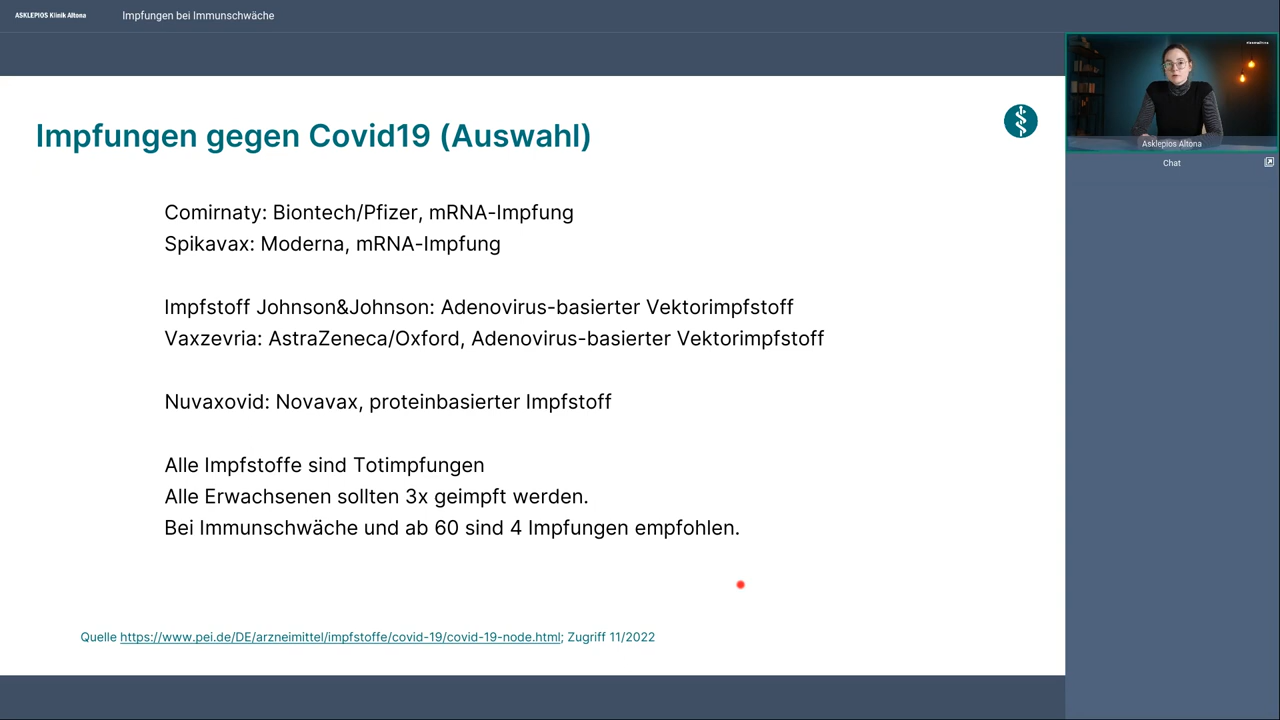 ASKLEPIOS Klinik Altona
Impfungen bei Immunschwäche
Impfungen gegen Covid19 (Auswahl)
Comirnaty: Biontech/Pfizer, mRNA-Impfung
Spikavax: Moderna, mRNA-Impfung
Impfstoff Johnson&Johnson: Adenovirus-basierter Vektorimpfstoff
Vaxzevria: AstraZeneca/Oxford, Adenovirus-basierter Vektorimpfstoff
Nuvaxovid: Novavax, proteinbasierter Impfstoff
Alle Impfstoffe sind Totimpfungen
Alle Erwachsenen sollten 3x geimpft werden.
Bei Immunschwäche und ab 60 sind 4 Impfungen empfohlen.
Quelle https://www.pei.de/DE/arzneimittel/impfstoffe/covid-19/covid-19-node.html; Zugriff 11/2022
Asklepios Altona
Chat